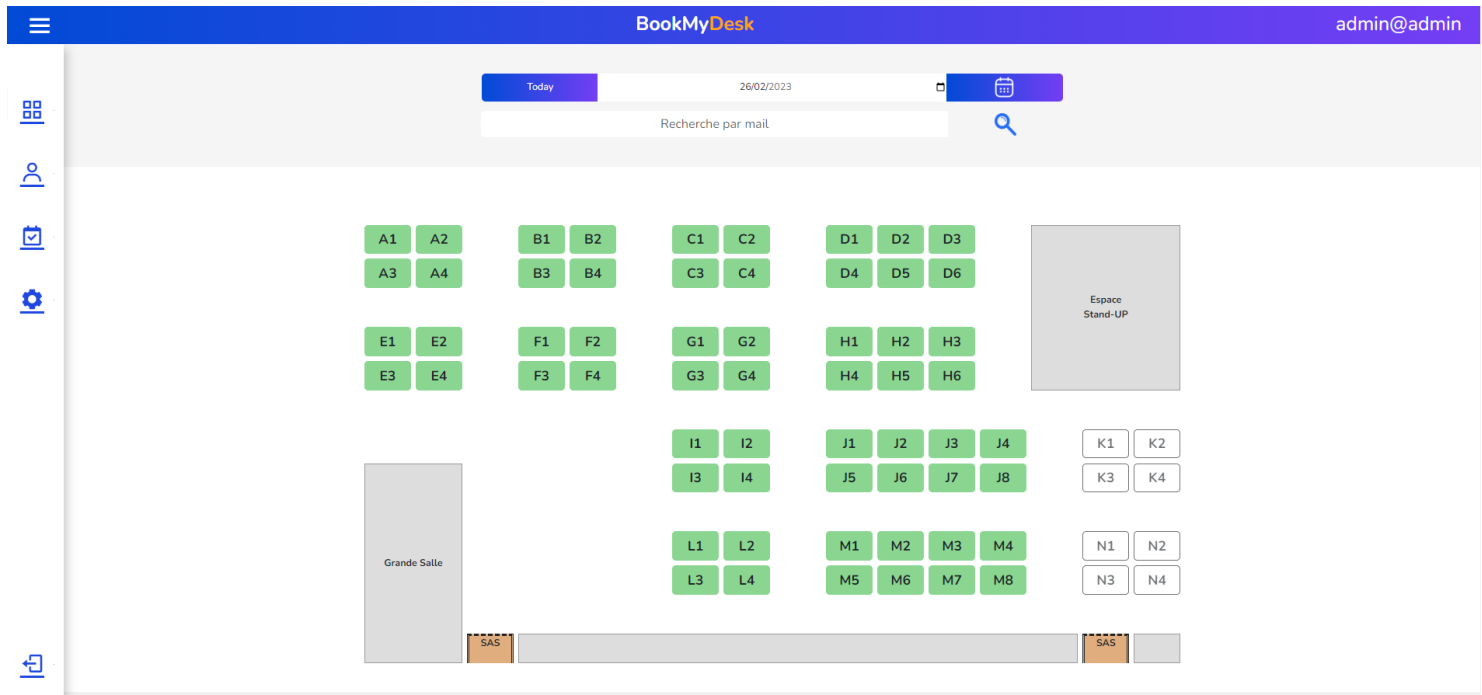 BookMyDesk admin@admin
Today 26/02/2023
Recherche par mail
A1 A2 B1 B2 C1 C2 D1 D2 D3
A3 A4 B3 B4 C3 C4 D4 D5 D6
Espace
Stand-UP
E1 E2 F1 F2 G1 G2 H1 H2 H3
E3 E4 F3 F4 G3 G4 H4 H5 H6
I1 I2 J1 J2 J3 J4 K1 K2
I3 I4 J5 J6 J7 J8 K3 K4
L1 L2 M1 M2 M3 M4 N1 N2
Grande Salle
L3 L4 M5 M6 M7 M8 N3 N4
SAS SAS